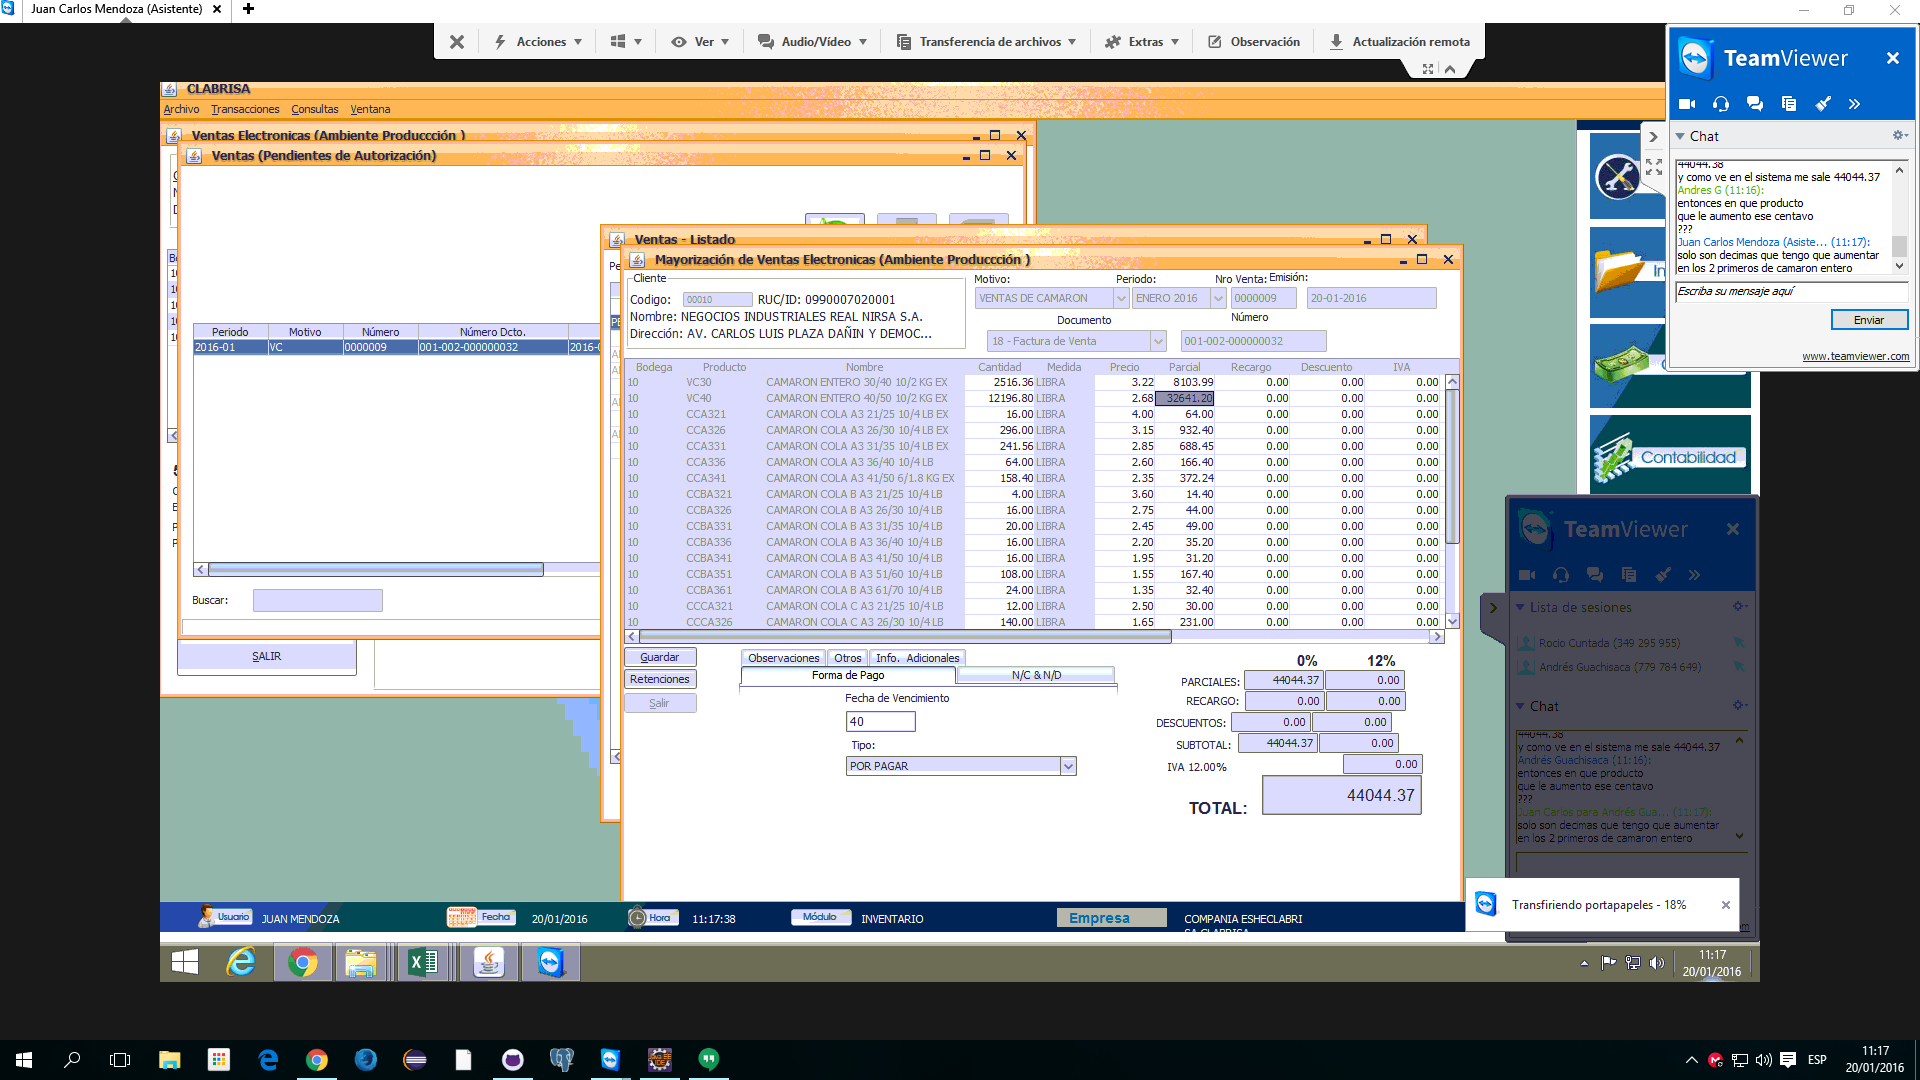 Juan Carlos Mendoza (Asistente)
Acciones
Ver
Audio/Vídeo
Transferencia de archivos
Extras
Observación
Actualización remota
TeamViewer
Chat
44044.38
y como ve en el sistema me sale 44044.37
Andres G (11:16):
entonces en que producto
que le aumento ese centavo
???
Juan Carlos Mendoza (Asiste... (11:17):
solo son decimas que tengo que aumentar
en los 2 primeros de camaron entero
Escriba su mensaje aquí
Enviar
www.teamviewer.com
CLABRISA
Archivo Transacciones Consultas Ventana
Ventas Electronicas (Ambiente Produccción )
Ventas (Pendientes de Autorización)
Periodo Motivo Número Número Dcto.
2016-01 VC 0000009 001-002-000000032 2016-0
Buscar:
SALIR
Ventas - Listado
Mayorización de Ventas Electronicas (Ambiente Produccción )
Cliente
Codigo: 00010 RUC/ID: 0990007020001
Nombre: NEGOCIOS INDUSTRIALES REAL NIRSA S.A.
Dirección: AV. CARLOS LUIS PLAZA DAÑIN Y DEMOC...
Motivo: Periodo: Nro Venta: Emisión:
VENTAS DE CAMARON ENERO 2016 0000009 20-01-2016
Documento Número
18 - Factura de Venta 001-002-000000032
Bodega Producto Nombre Cantidad Medida Precio Parcial Recargo Descuento IVA
10 VC30 CAMARON ENTERO 30/40 10/2 KG EX 2516.36 LIBRA 3.22 8103.99 0.00 0.00 0.00
10 VC40 CAMARON ENTERO 40/50 10/2 KG EX 12196.80 LIBRA 2.68 32641.20 0.00 0.00 0.00
10 CCA321 CAMARON COLA A3 21/25 10/4 LB EX 16.00 LIBRA 4.00 64.00 0.00 0.00 0.00
10 CCA326 CAMARON COLA A3 26/30 10/4 LB EX 296.00 LIBRA 3.15 932.40 0.00 0.00 0.00
10 CCA331 CAMARON COLA A3 31/35 10/4 LB EX 241.56 LIBRA 2.85 688.45 0.00 0.00 0.00
10 CCA336 CAMARON COLA A3 36/40 10/4 LB 64.00 LIBRA 2.60 166.40 0.00 0.00 0.00
10 CCA341 CAMARON COLA A3 41/50 6/1.8 KG EX 158.40 LIBRA 2.35 372.24 0.00 0.00 0.00
10 CCBA321 CAMARON COLA B A3 21/25 10/4 LB 4.00 LIBRA 3.60 14.40 0.00 0.00 0.00
10 CCBA326 CAMARON COLA B A3 26/30 10/4 LB 16.00 LIBRA 2.75 44.00 0.00 0.00 0.00
10 CCBA331 CAMARON COLA B A3 31/35 10/4 LB 20.00 LIBRA 2.45 49.00 0.00 0.00 0.00
10 CCBA336 CAMARON COLA B A3 36/40 10/4 LB 16.00 LIBRA 2.20 35.20 0.00 0.00 0.00
10 CCBA341 CAMARON COLA B A3 41/50 10/4 LB 16.00 LIBRA 1.95 31.20 0.00 0.00 0.00
10 CCBA351 CAMARON COLA B A3 51/60 10/4 LB 108.00 LIBRA 1.55 167.40 0.00 0.00 0.00
10 CCBA361 CAMARON COLA B A3 61/70 10/4 LB 24.00 LIBRA 1.35 32.40 0.00 0.00 0.00
10 CCCA321 CAMARON COLA C A3 21/25 10/4 LB 12.00 LIBRA 2.50 30.00 0.00 0.00 0.00
10 CCCA326 CAMARON COLA C A3 26/30 10/4 LB 140.00 LIBRA 1.65 231.00 0.00 0.00 0.00
Guardar
Retenciones
Salir
Observaciones Otros Info. Adicionales
Forma de Pago N/C & N/D
Fecha de Vencimiento
40
Tipo:
POR PAGAR
0% 12%
PARCIALES: 44044.37 0.00
RECARGO: 0.00 0.00
DESCUENTOS: 0.00 0.00
SUBTOTAL: 44044.37 0.00
IVA 12.00% 0.00
TOTAL: 44044.37
Contabilidad
TeamViewer
Lista de sesiones
Rocio Cuntada (349 295 955)
Andrés Guachisaca (779 784 649)
Chat
44044.38
y como ve en el sistema me sale 44044.37
Andrés Guachisaca (11:16):
entonces en que producto
que le aumento ese centavo
???
Juan Carlos para Andrés Gua... (11:17):
solo son decimas que tengo que aumentar
en los 2 primeros de camaron entero
Transfiriendo portapapeles - 18%
Usuario JUAN MENDOZA Fecha 20/01/2016 Hora 11:17:38 Módulo INVENTARIO Empresa COMPANIA ESHECLABRI
SA CLABRISA
11:17
20/01/2016
ESP
11:17
20/01/2016